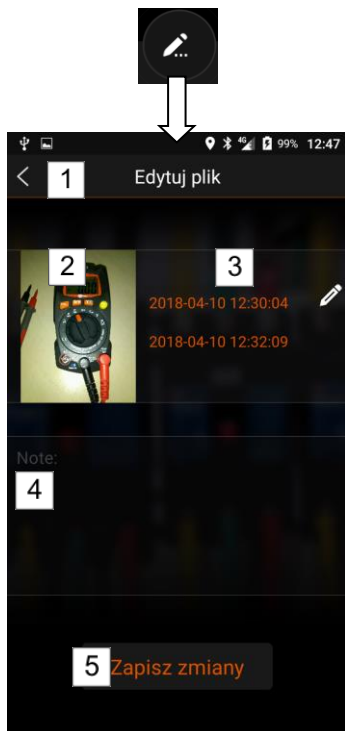 4G 99% 12:47
1 Edytuj plik
2 3
2018-04-10 12:30:04
2018-04-10 12:32:09
Note:
4
5 Zapisz zmiany